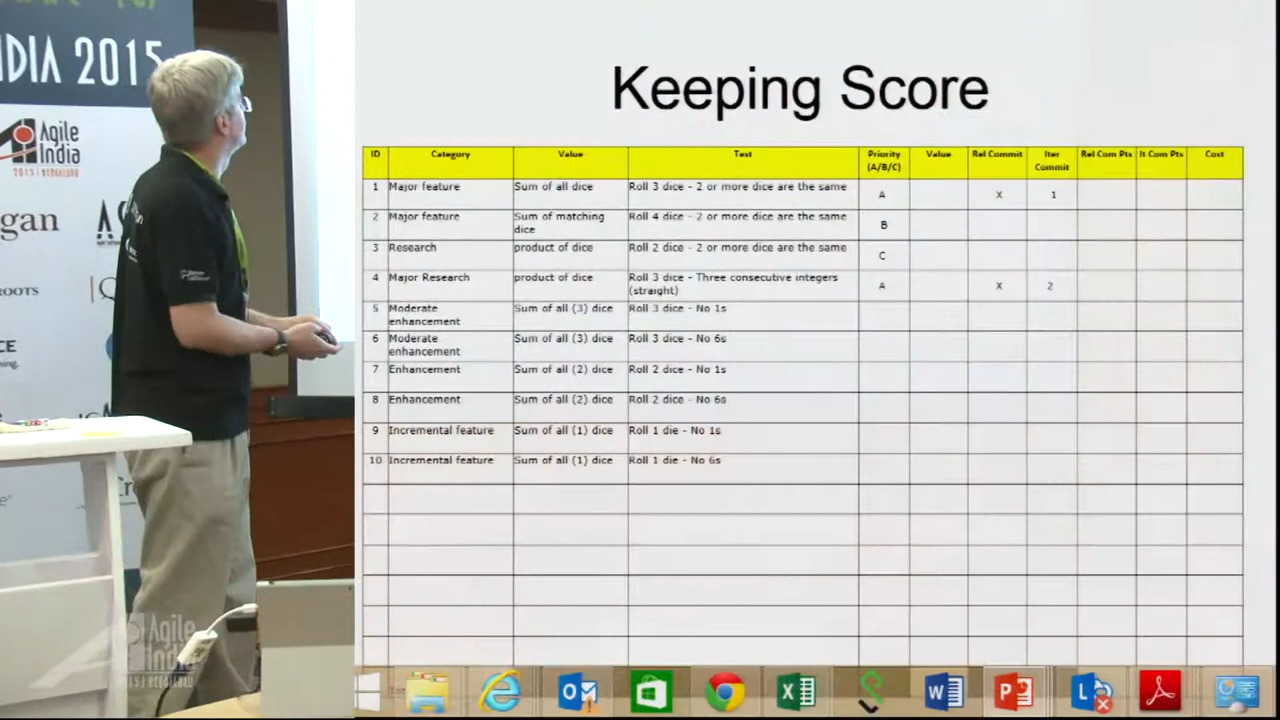 NDIA 2015
Agile
India
2015 | BENGALURU
gan
AS
ROOTS
CE
Keeping Score
ID Category Value Test Priority (A/B/C) Value Rel Commit Iter Commit Rel Com Pts It Com Pts Cost
1 Major feature Sum of all dice Roll 3 dice - 2 or more dice are the same A X 1
2 Major feature Sum of matching dice Roll 4 dice - 2 or more dice are the same B
3 Research product of dice Roll 2 dice - 2 or more dice are the same C
4 Major Research product of dice Roll 3 dice - Three consecutive integers (straight) A X 2
5 Moderate enhancement Sum of all (3) dice Roll 3 dice - No 1s
6 Moderate enhancement Sum of all (3) dice Roll 3 dice - No 6s
7 Enhancement Sum of all (2) dice Roll 2 dice - No 1s
8 Enhancement Sum of all (2) dice Roll 2 dice - No 6s
9 Incremental feature Sum of all (1) dice Roll 1 die - No 1s
10 Incremental feature Sum of all (1) dice Roll 1 die - No 6s
Agile
India
2015 | BENGALURU